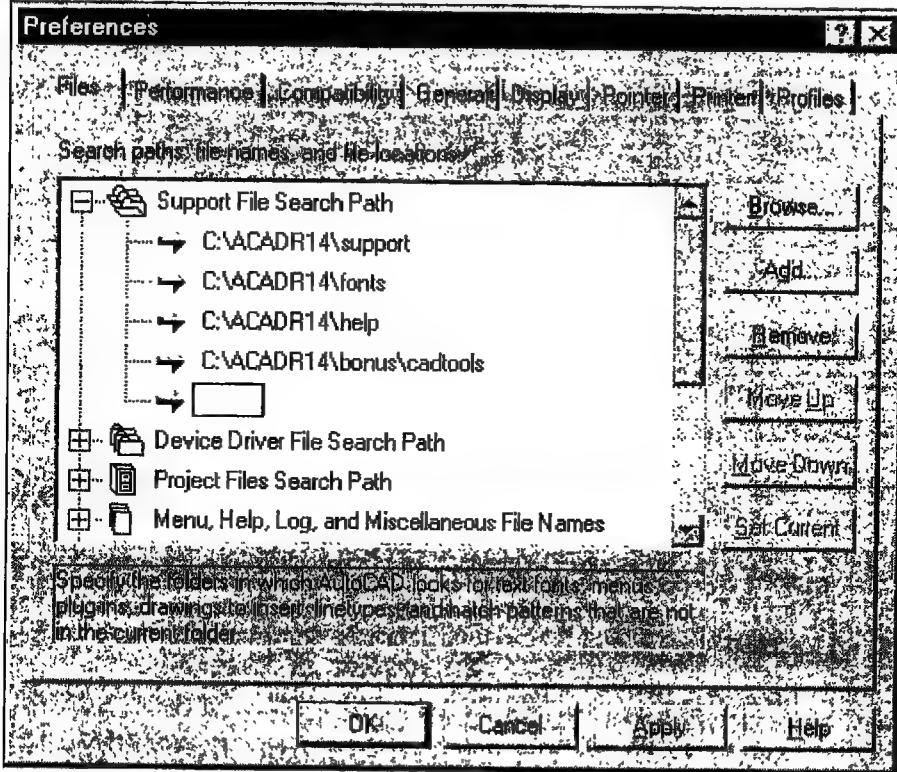 Preferences
Files Performance Compatibility General Display Pointer Printer Profiles
Search paths, file names, and file locations:
Support File Search Path
C:\ACADR14\support
C:\ACADR14\fonts
C:\ACADR14\help
C:\ACADR14\bonus\cadtools
Device Driver File Search Path
Project Files Search Path
Menu, Help, Log, and Miscellaneous File Names
Browse...
Add...
Remove
Move Up
Move Down
Set Current
Specify the folders in which AutoCAD looks for text fonts, menus,
plug-ins, drawings to insert, linetypes, and hatch patterns that are not
in the current folder.
OK Cancel Apply Help